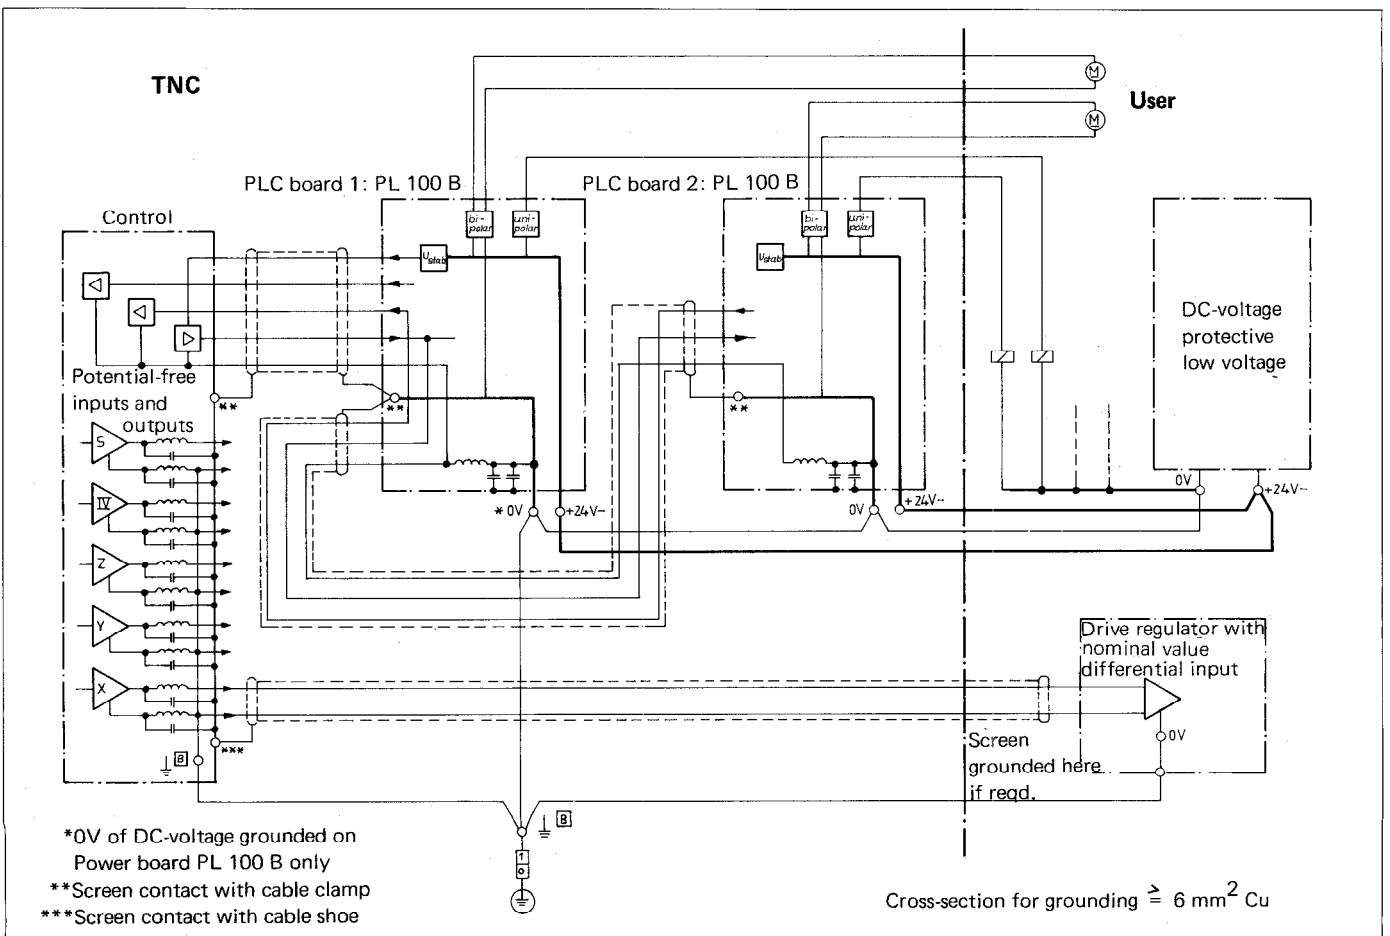 TNC
User
M
M
PLC board 1: PL 100 B
PLC board 2: PL 100 B
Control
bi-
polar
uni-
polar
bi-
polar
uni-
polar
Ustab
Ustab
DC-voltage
protective
low voltage
Potential-free
inputs and
outputs
**
**
**
S
IV
Z
Y
X
* 0V
+24V-
0V
+24V-
0V
+24V-
Drive regulator with
nominal value
differential input
0V
***
B
Screen
grounded here
if reqd.
B
1
0
*0V of DC-voltage grounded on
Power board PL 100 B only
**Screen contact with cable clamp
***Screen contact with cable shoe
Cross-section for grounding ≧ 6 mm2 Cu